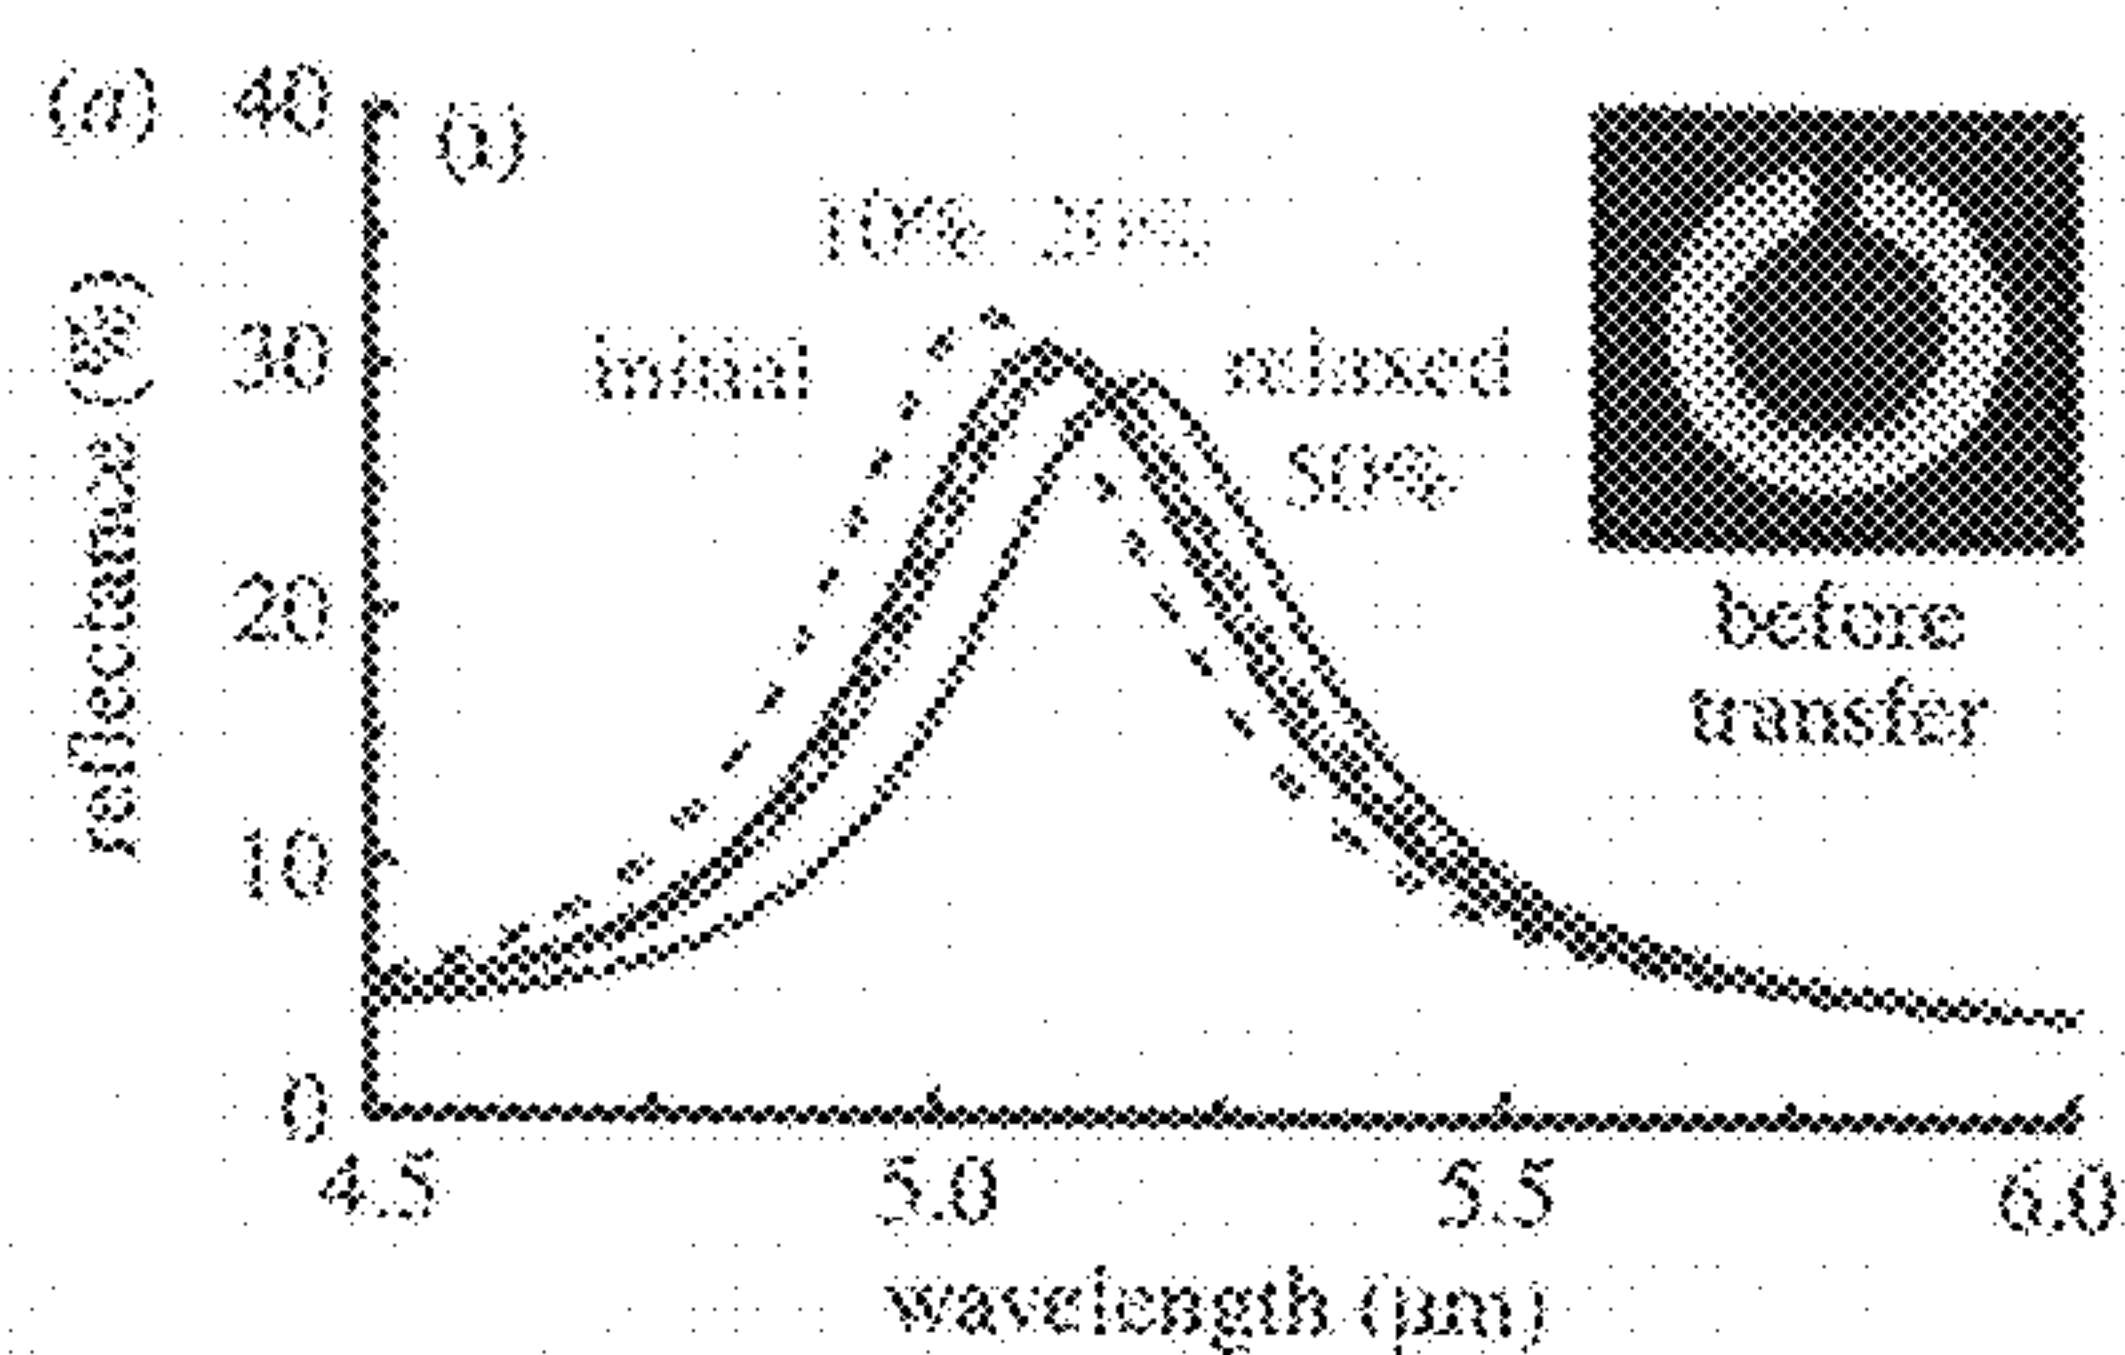 (a)
(i)
40
30
20
10
0
reflectance (%)
10% 20%
initial
relaxed
50%
before
transfer
4.5 5.0 5.5 6.0
wavelength (µm)